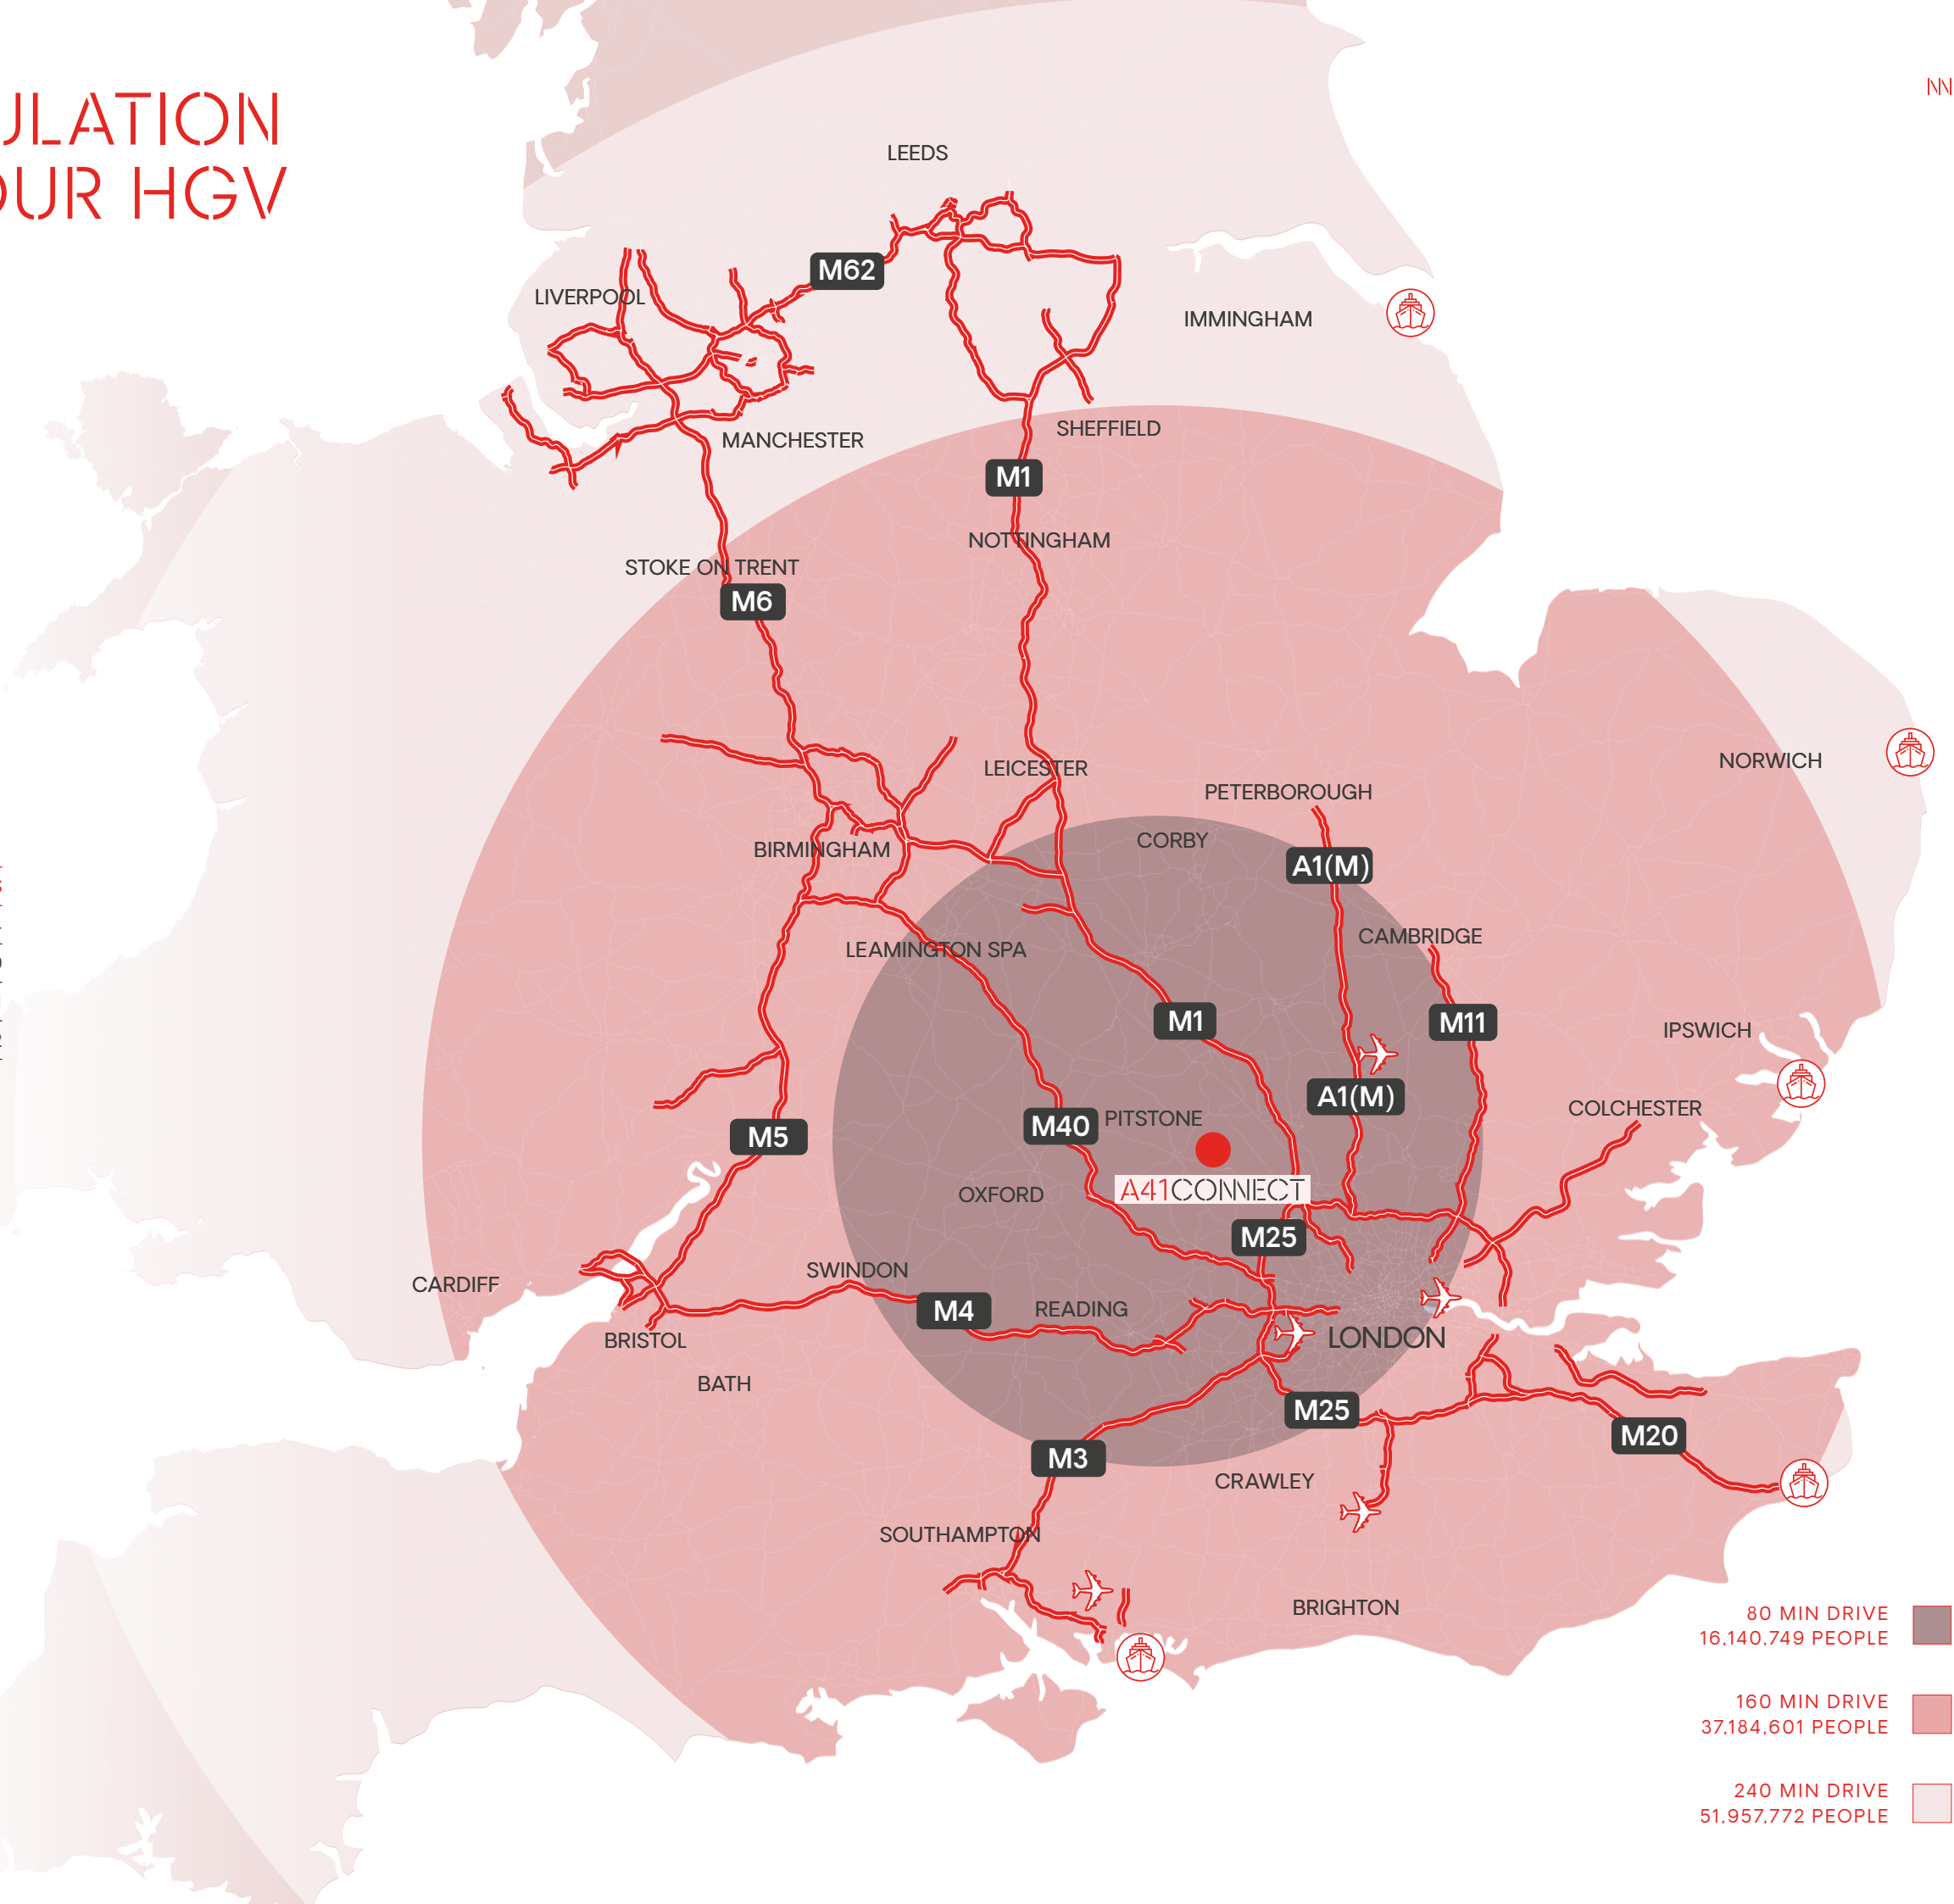 ULATION
OUR HGV
LEEDS
M62
LIVERPOOL
IMMINGHAM
MANCHESTER
SHEFFIELD
M1
NOTTINGHAM
STOKE ON TRENT
M6
NORWICH
LEICESTER
PETERBOROUGH
CORBY
BIRMINGHAM
A1(M)
CAMBRIDGE
LEAMINGTON SPA
M1
M11
IPSWICH
A1(M)
COLCHESTER
PITSTONE
M40
M5
A41CONNECT
OXFORD
M25
SWINDON
CARDIFF
M4
READING
LONDON
BRISTOL
BATH
M25
M20
M3
CRAWLEY
SOUTHAMPTON
BRIGHTON
80 MIN DRIVE
16,140,749 PEOPLE
160 MIN DRIVE
37,184,601 PEOPLE
240 MIN DRIVE
51,957,772 PEOPLE